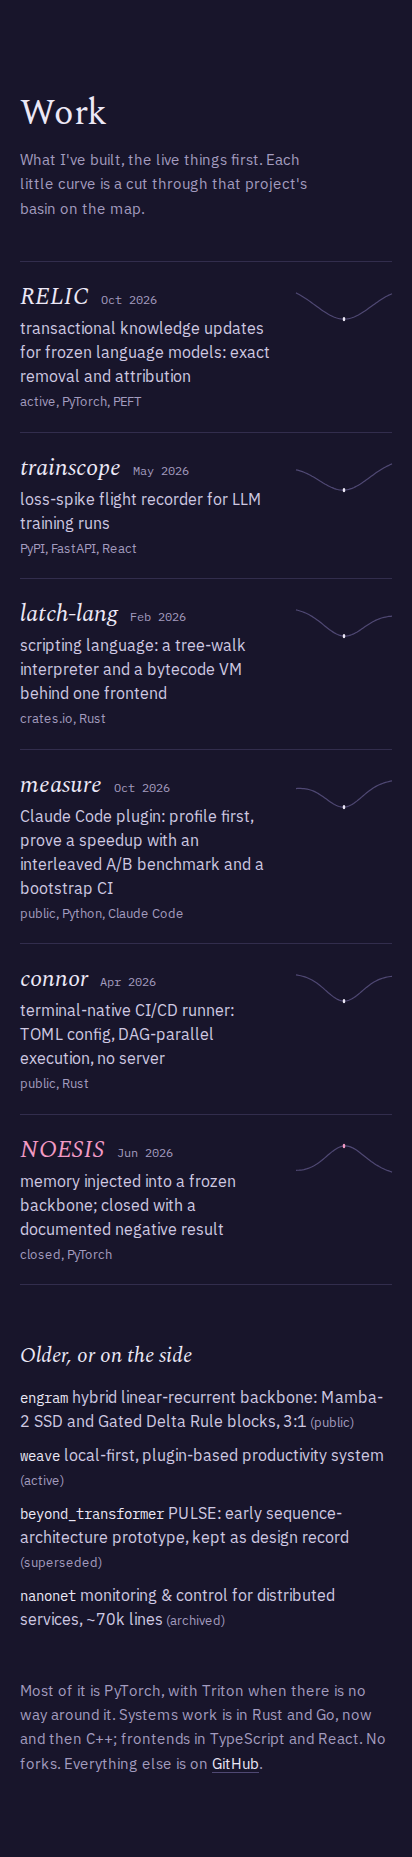 Work
What I've built, the live things first. Each
little curve is a cut through that project's
basin on the map.
RELIC Oct 2026
transactional knowledge updates
for frozen language models: exact
removal and attribution
active, PyTorch, PEFT
trainscope May 2026
loss-spike flight recorder for LLM
training runs
PyPI, FastAPI, React
latch-lang Feb 2026
scripting language: a tree-walk
interpreter and a bytecode VM
behind one frontend
crates.io, Rust
measure Oct 2026
Claude Code plugin: profile first,
prove a speedup with an
interleaved A/B benchmark and a
bootstrap CI
public, Python, Claude Code
connor Apr 2026
terminal-native CI/CD runner:
TOML config, DAG-parallel
execution, no server
public, Rust
NOESIS Jun 2026
memory injected into a frozen
backbone; closed with a
documented negative result
closed, PyTorch
Older, or on the side
engram hybrid linear-recurrent backbone: Mamba-
2 SSD and Gated Delta Rule blocks, 3:1 (public)
weave local-first, plugin-based productivity system
(active)
beyond_transformer PULSE: early sequence-
architecture prototype, kept as design record
(superseded)
nanonet monitoring & control for distributed
services, ~70k lines (archived)
Most of it is PyTorch, with Triton when there is no
way around it. Systems work is in Rust and Go, now
and then C++; frontends in TypeScript and React. No
forks. Everything else is on GitHub.